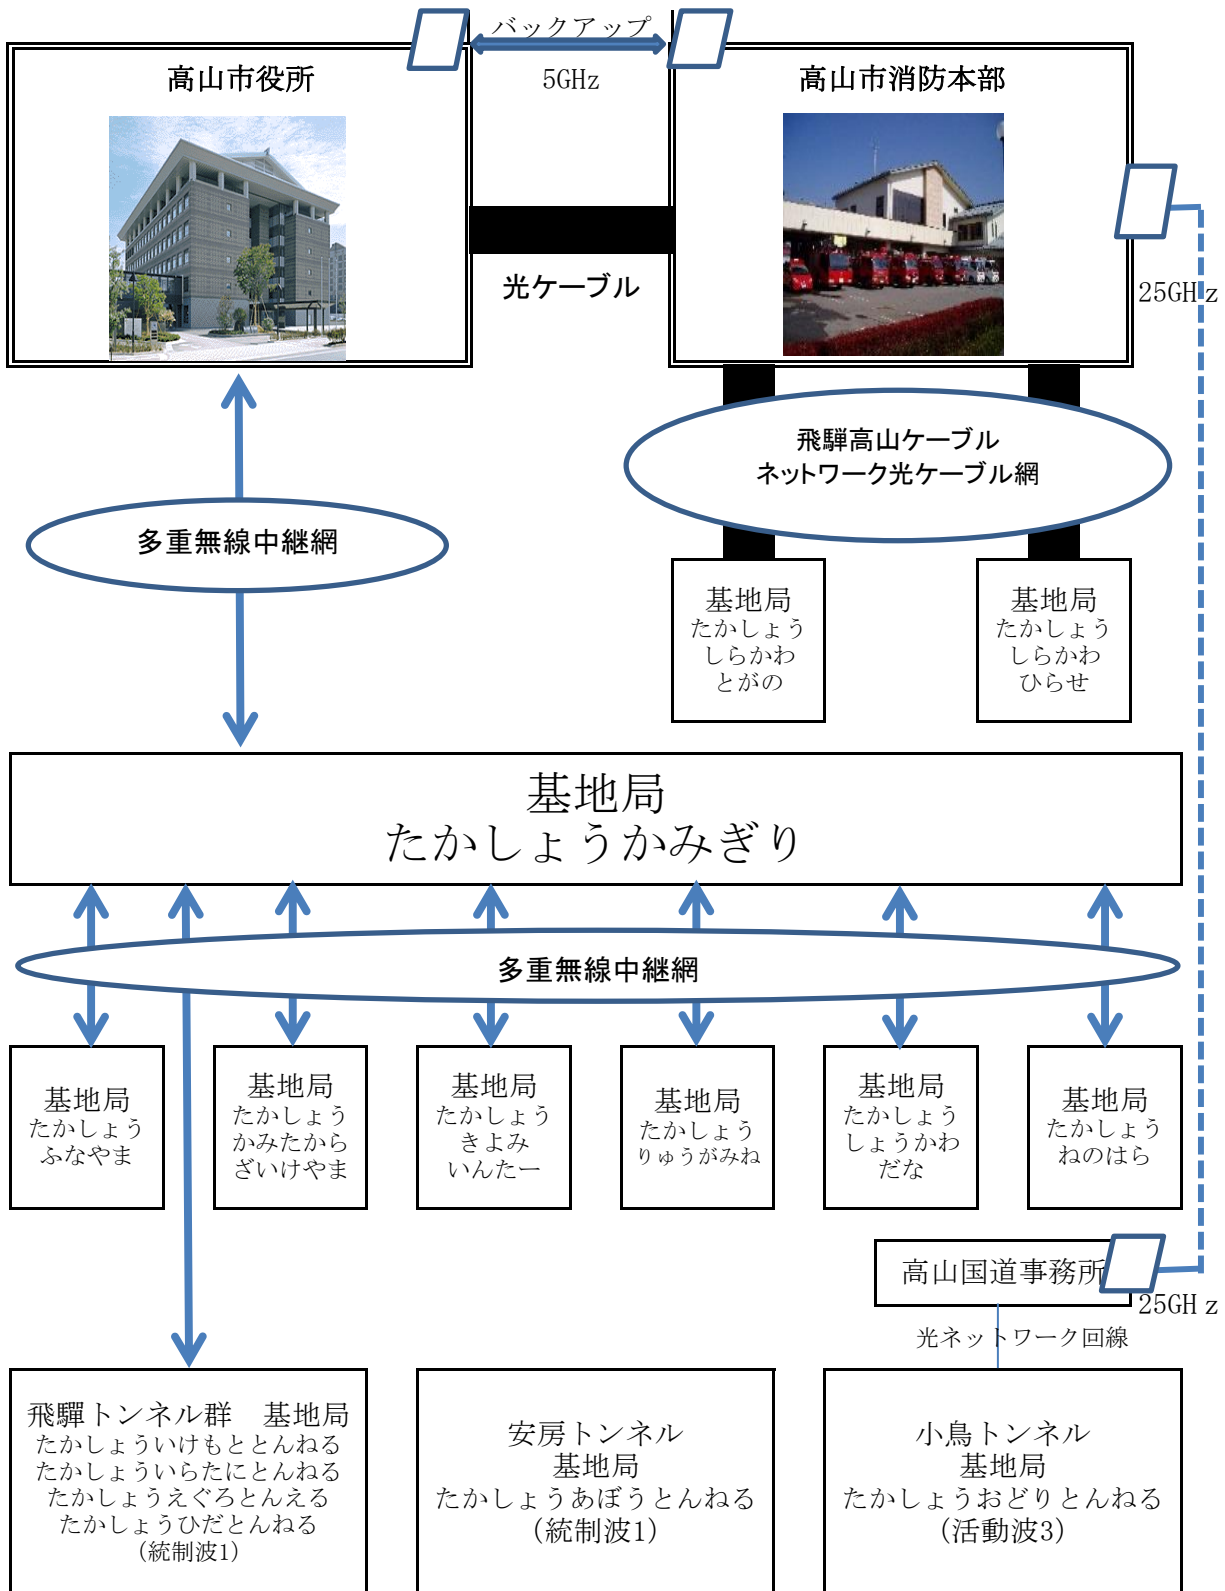 バックアップ
5GHz
高山市役所
高山市消防本部
光ケーブル
25GHz
飛騨高山ケーブル
ネットワーク光ケーブル網
多重無線中継網
基地局
たかしょう
しらかわ
とがの
基地局
たかしょう
しらかわ
ひらせ
基地局
たかしょうかみぎり
多重無線中継網
基地局
たかしょう
ふなやま
基地局
たかしょう
かみたから
ざいけやま
基地局
たかしょう
きよみ
いんたー
基地局
たかしょう
りゅうがみね
基地局
たかしょう
しょうかわ
だな
基地局
たかしょう
ねのはら
高山国道事務所
25GHz
光ネットワーク回線
飛驒トンネル群　基地局
たかしょういけもととんねる
たかしょういらたにとんねる
たかしょうえぐろとんえる
たかしょうひだとんねる
(統制波1)
安房トンネル
基地局
たかしょうあぼうとんねる
(統制波1)
小鳥トンネル
基地局
たかしょうおどりとんねる
(活動波3)